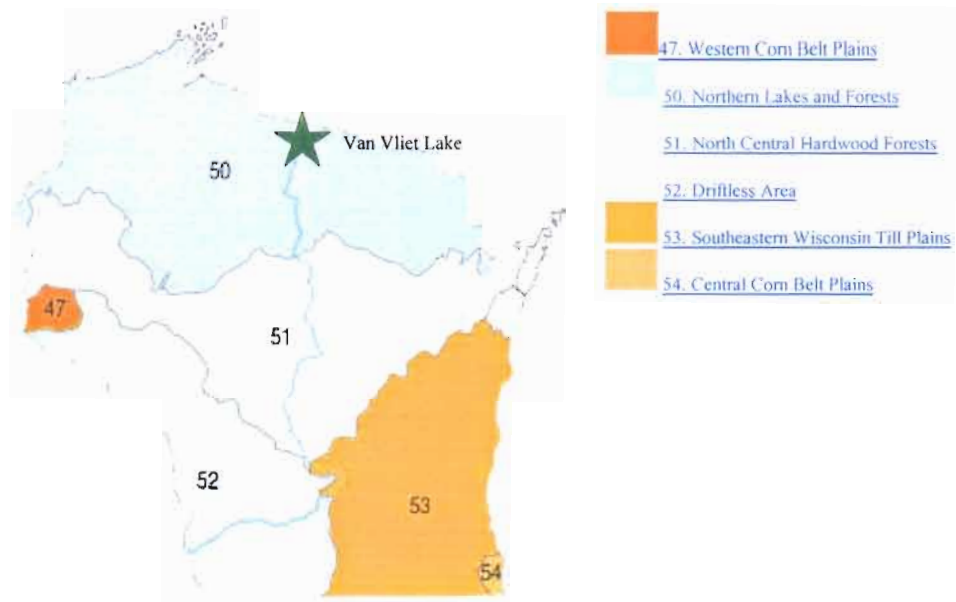 47. Western Corn Belt Plains
50. Northern Lakes and Forests
51. North Central Hardwood Forests
52. Driftless Area
53. Southeastern Wisconsin Till Plains
54. Central Corn Belt Plains
Van Vliet Lake
50
47
51
52
53
54